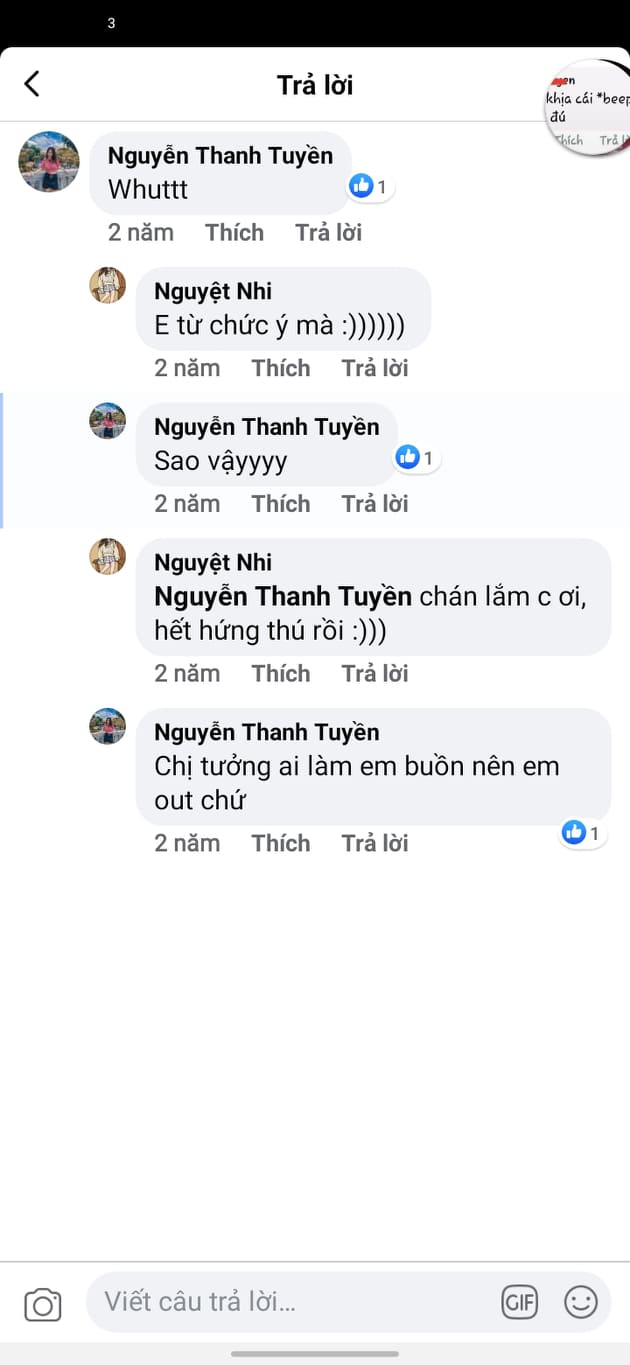 3
Trả lời
khịa cái *beep
đú
Thích Trả l
Nguyễn Thanh Tuyền
Whuttt
1
2 năm Thích Trả lời
Nguyệt Nhi
E từ chức ý mà :))))))
2 năm Thích Trả lời
Nguyễn Thanh Tuyền
Sao vậyyyy
1
2 năm Thích Trả lời
Nguyệt Nhi
Nguyễn Thanh Tuyền chán lắm c ơi,
hết hứng thú rồi :)))
2 năm Thích Trả lời
Nguyễn Thanh Tuyền
Chị tưởng ai làm em buồn nên em
out chứ
1
2 năm Thích Trả lời
Viết câu trả lời...
GIF